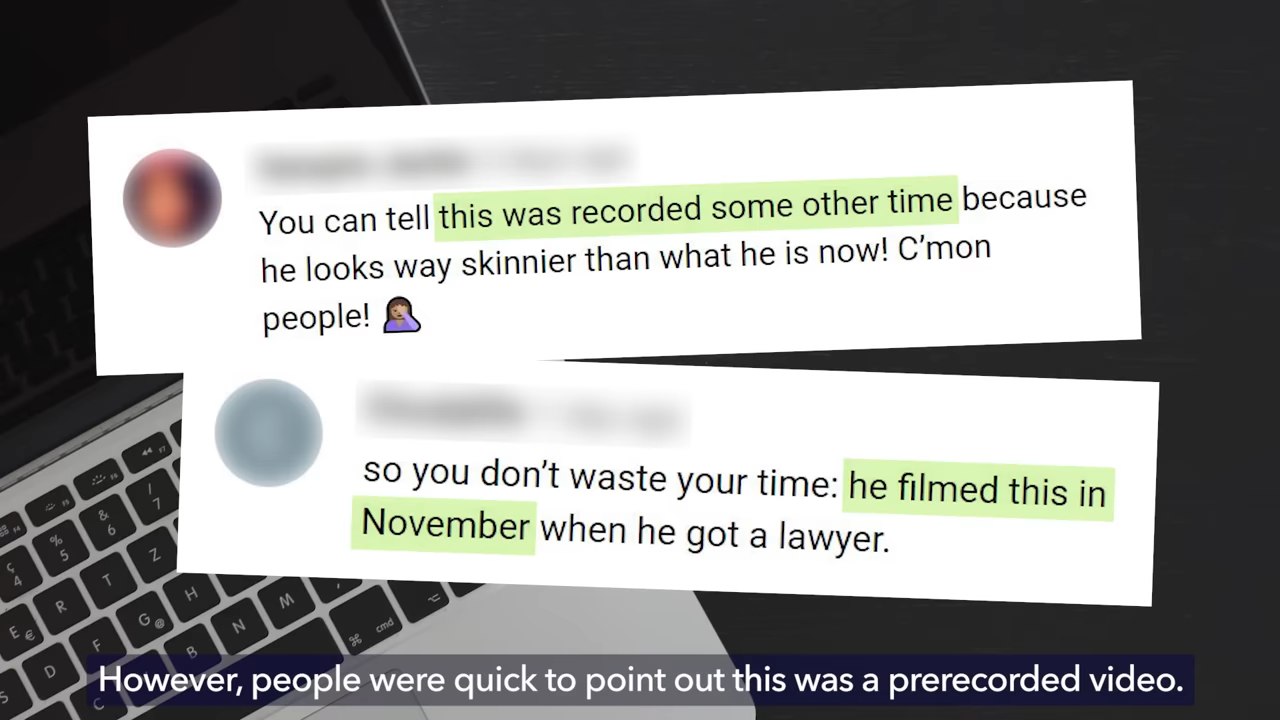 You can tell this was recorded some other time because
he looks way skinnier than what he is now! C’mon
people! 🤦🏽‍♀️
so you don’t waste your time: he filmed this in
November when he got a lawyer.
However, people were quick to point out this was a prerecorded video.